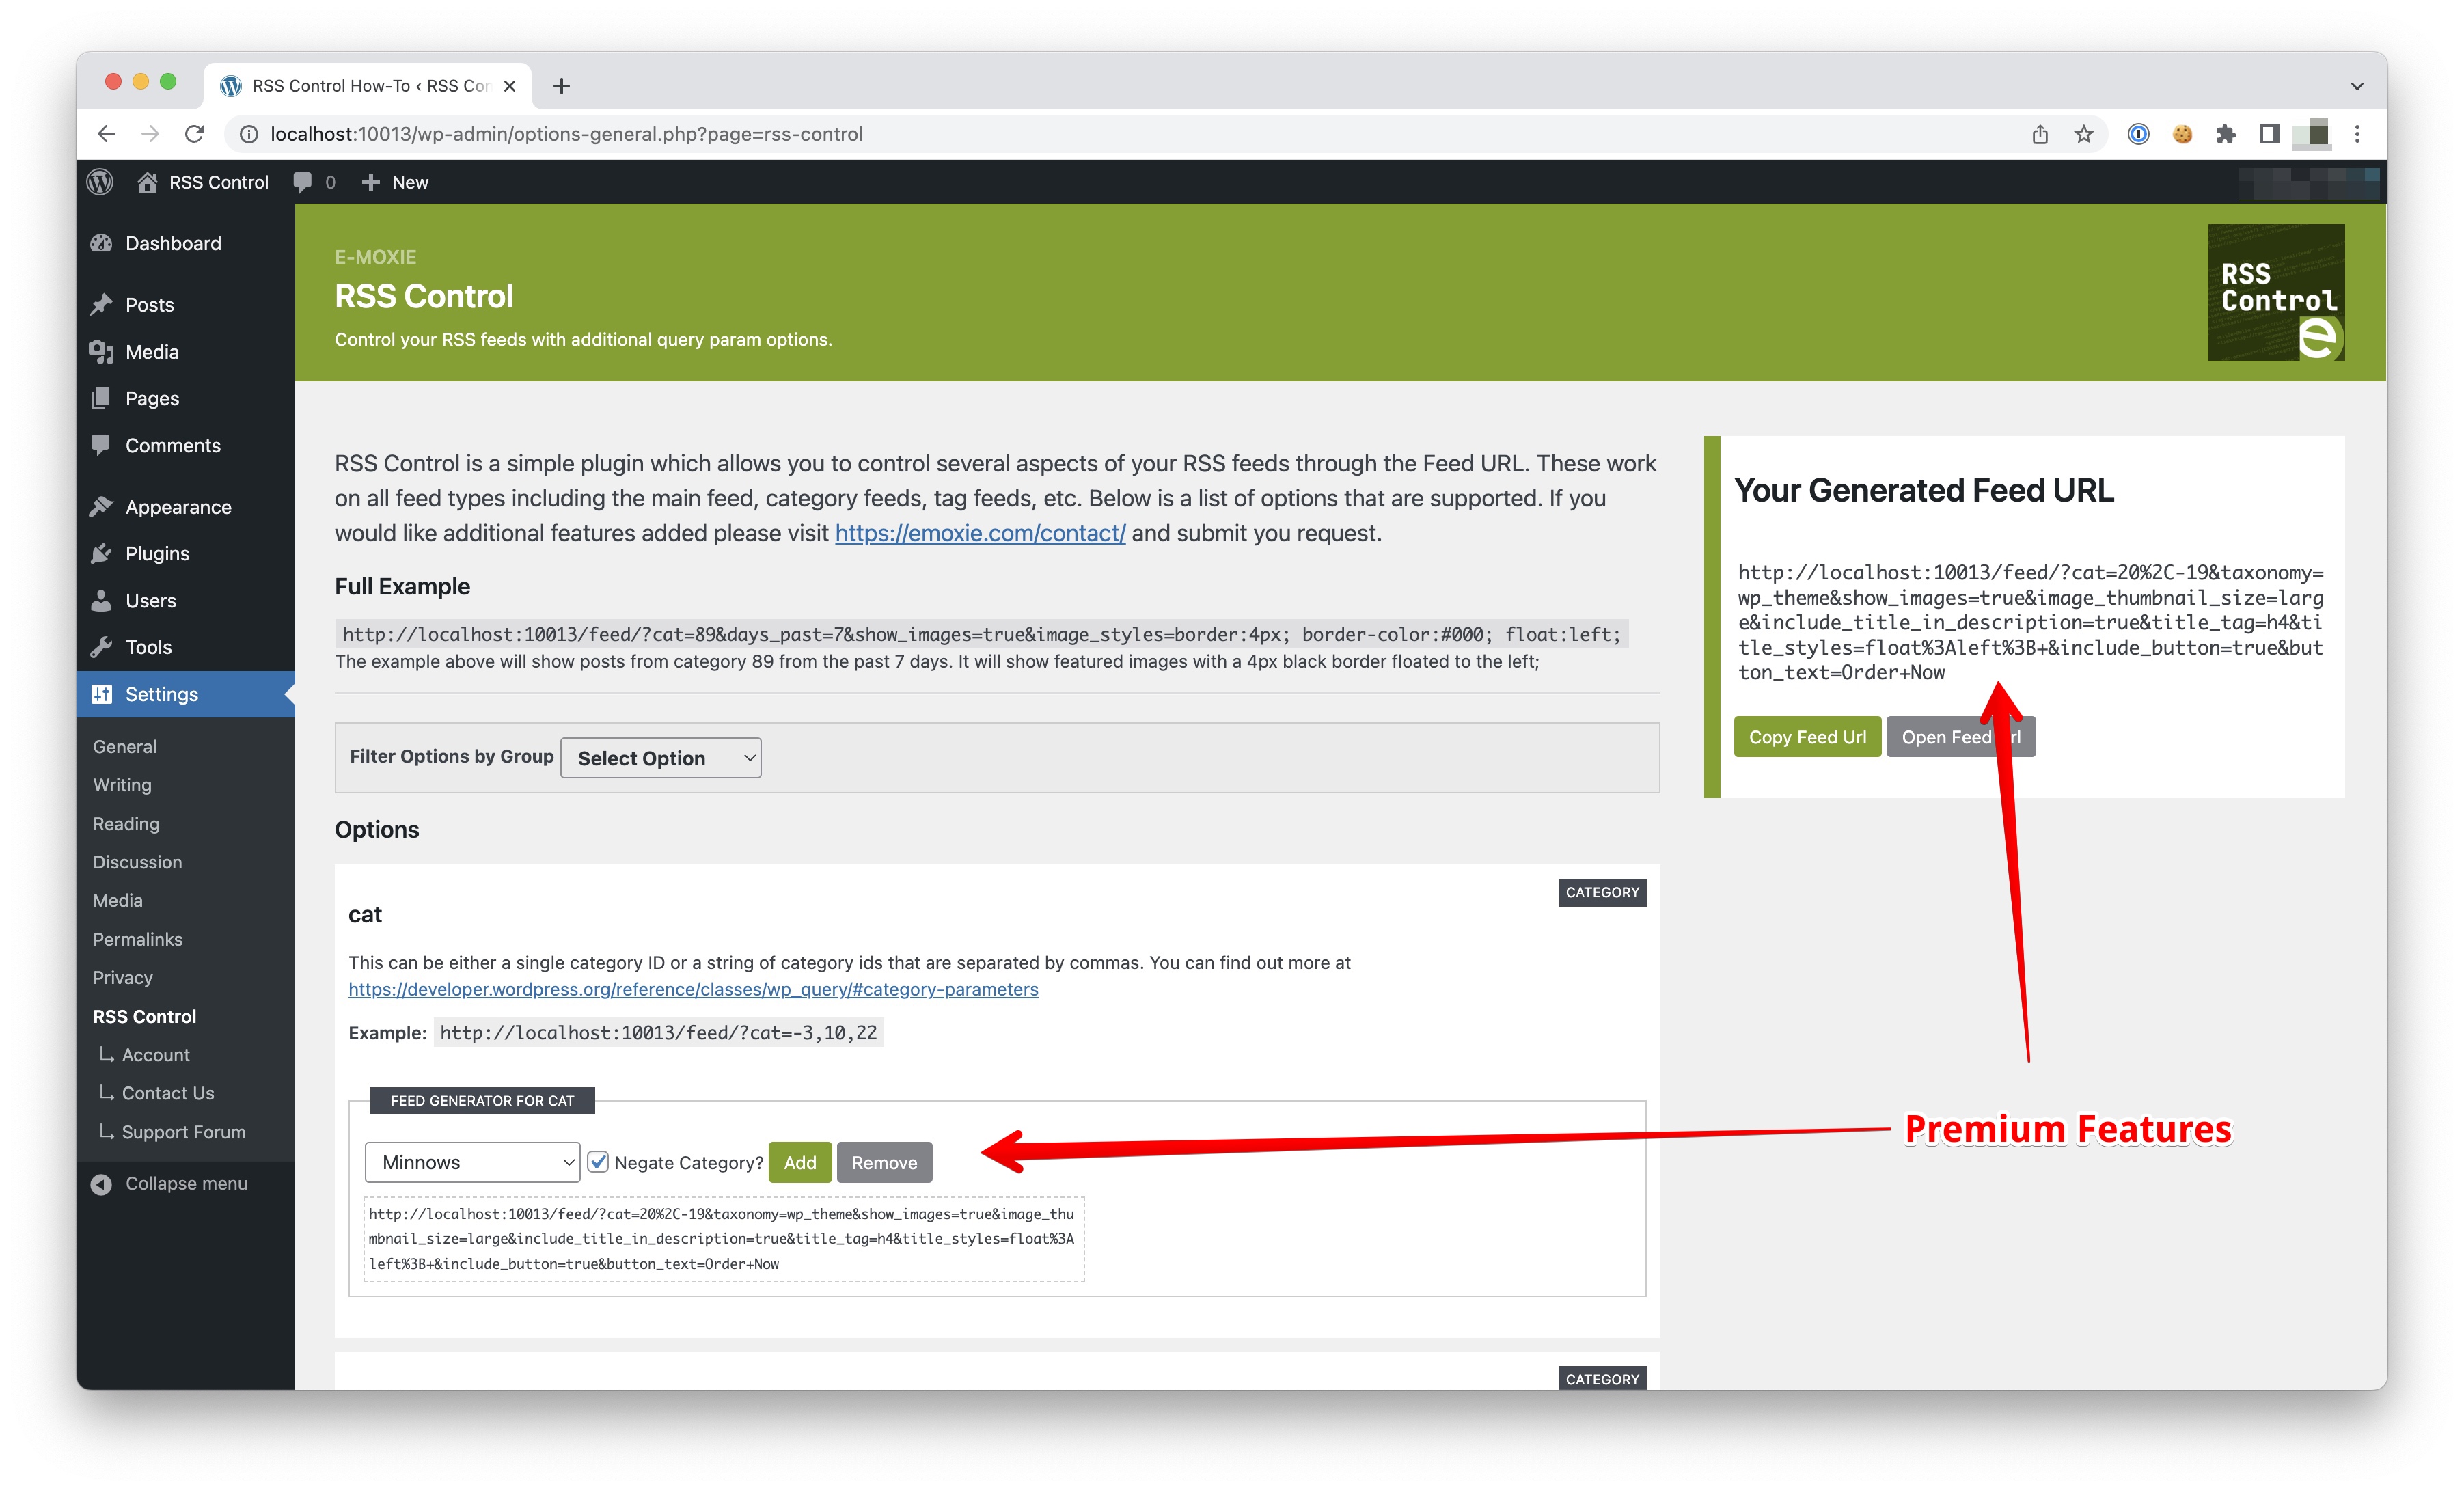 RSS Control How-To ‹ RSS Con
localhost:10013/wp-admin/options-general.php?page=rss-control
RSS Control
0
New
Dashboard
Posts
Media
Pages
Comments
Appearance
Plugins
Users
Tools
Settings
General
Writing
Reading
Discussion
Media
Permalinks
Privacy
RSS Control
Account
Contact Us
Support Forum
Collapse menu
E-MOXIE
RSS Control
Control your RSS feeds with additional query param options.
RSS
Control
e
RSS Control is a simple plugin which allows you to control several aspects of your RSS feeds through the Feed URL. These work
on all feed types including the main feed, category feeds, tag feeds, etc. Below is a list of options that are supported. If you
would like additional features added please visit https://emoxie.com/contact/ and submit you request.
Full Example
http://localhost:10013/feed/?cat=89&days_past=7&show_images=true&image_styles=border:4px; border-color:#000; float:left;
The example above will show posts from category 89 from the past 7 days. It will show featured images with a 4px black border floated to the left;
Filter Options by Group
Select Option
Options
CATEGORY
cat
This can be either a single category ID or a string of category ids that are separated by commas. You can find out more at
https://developer.wordpress.org/reference/classes/wp_query/#category-parameters
Example: http://localhost:10013/feed/?cat=-3,10,22
FEED GENERATOR FOR CAT
Minnows
Negate Category?
Add
Remove
http://localhost:10013/feed/?cat=20%2C-19&taxonomy=wp_theme&show_images=true&image_thu
mbnail_size=large&include_title_in_description=true&title_tag=h4&title_styles=float%3A
left%3B+&include_button=true&button_text=Order+Now
CATEGORY
Your Generated Feed URL
http://localhost:10013/feed/?cat=20%2C-19&taxonomy=
wp_theme&show_images=true&image_thumbnail_size=larg
e&include_title_in_description=true&title_tag=h4&ti
tle_styles=float%3Aleft%3B+&include_button=true&but
ton_text=Order+Now
Copy Feed Url
Open Feed Url
Premium Features